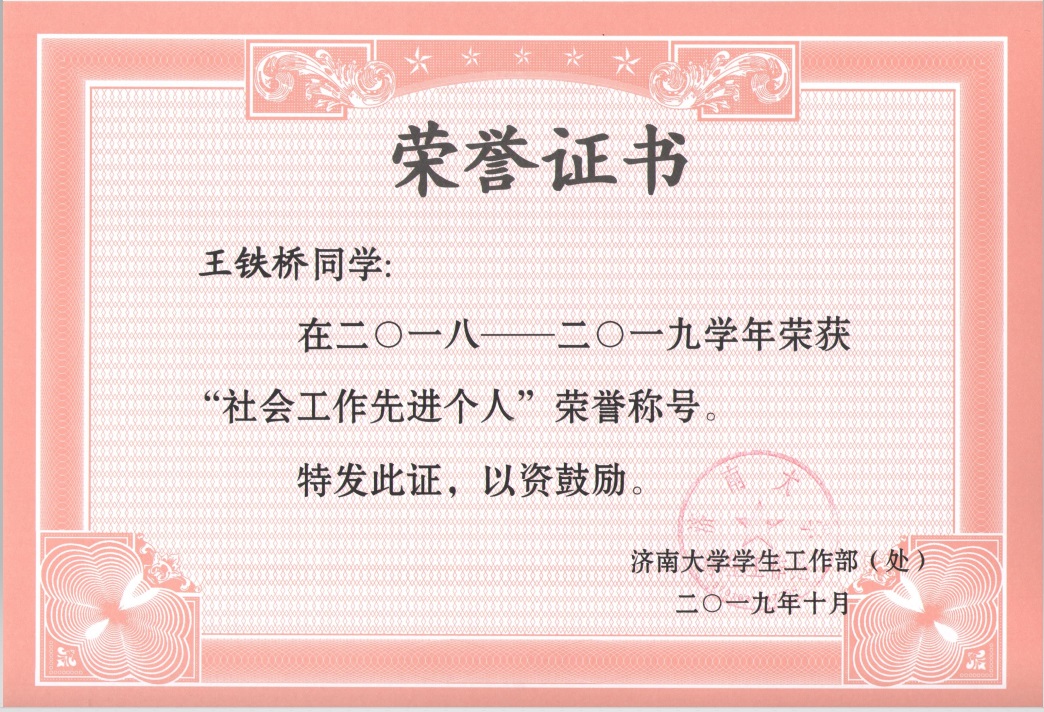 荣誉证书
王铁桥同学:
在二〇一八——二〇一九学年荣获
“社会工作先进个人”荣誉称号。
特发此证，以资鼓励。
济南大
济南大学学生工作部（处）
二〇一九年十月